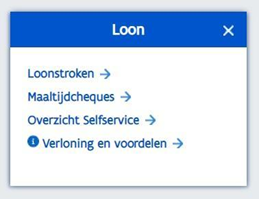 Loon
Loonstroken
Maaltijdcheques
Overzicht Selfservice
Verloning en voordelen